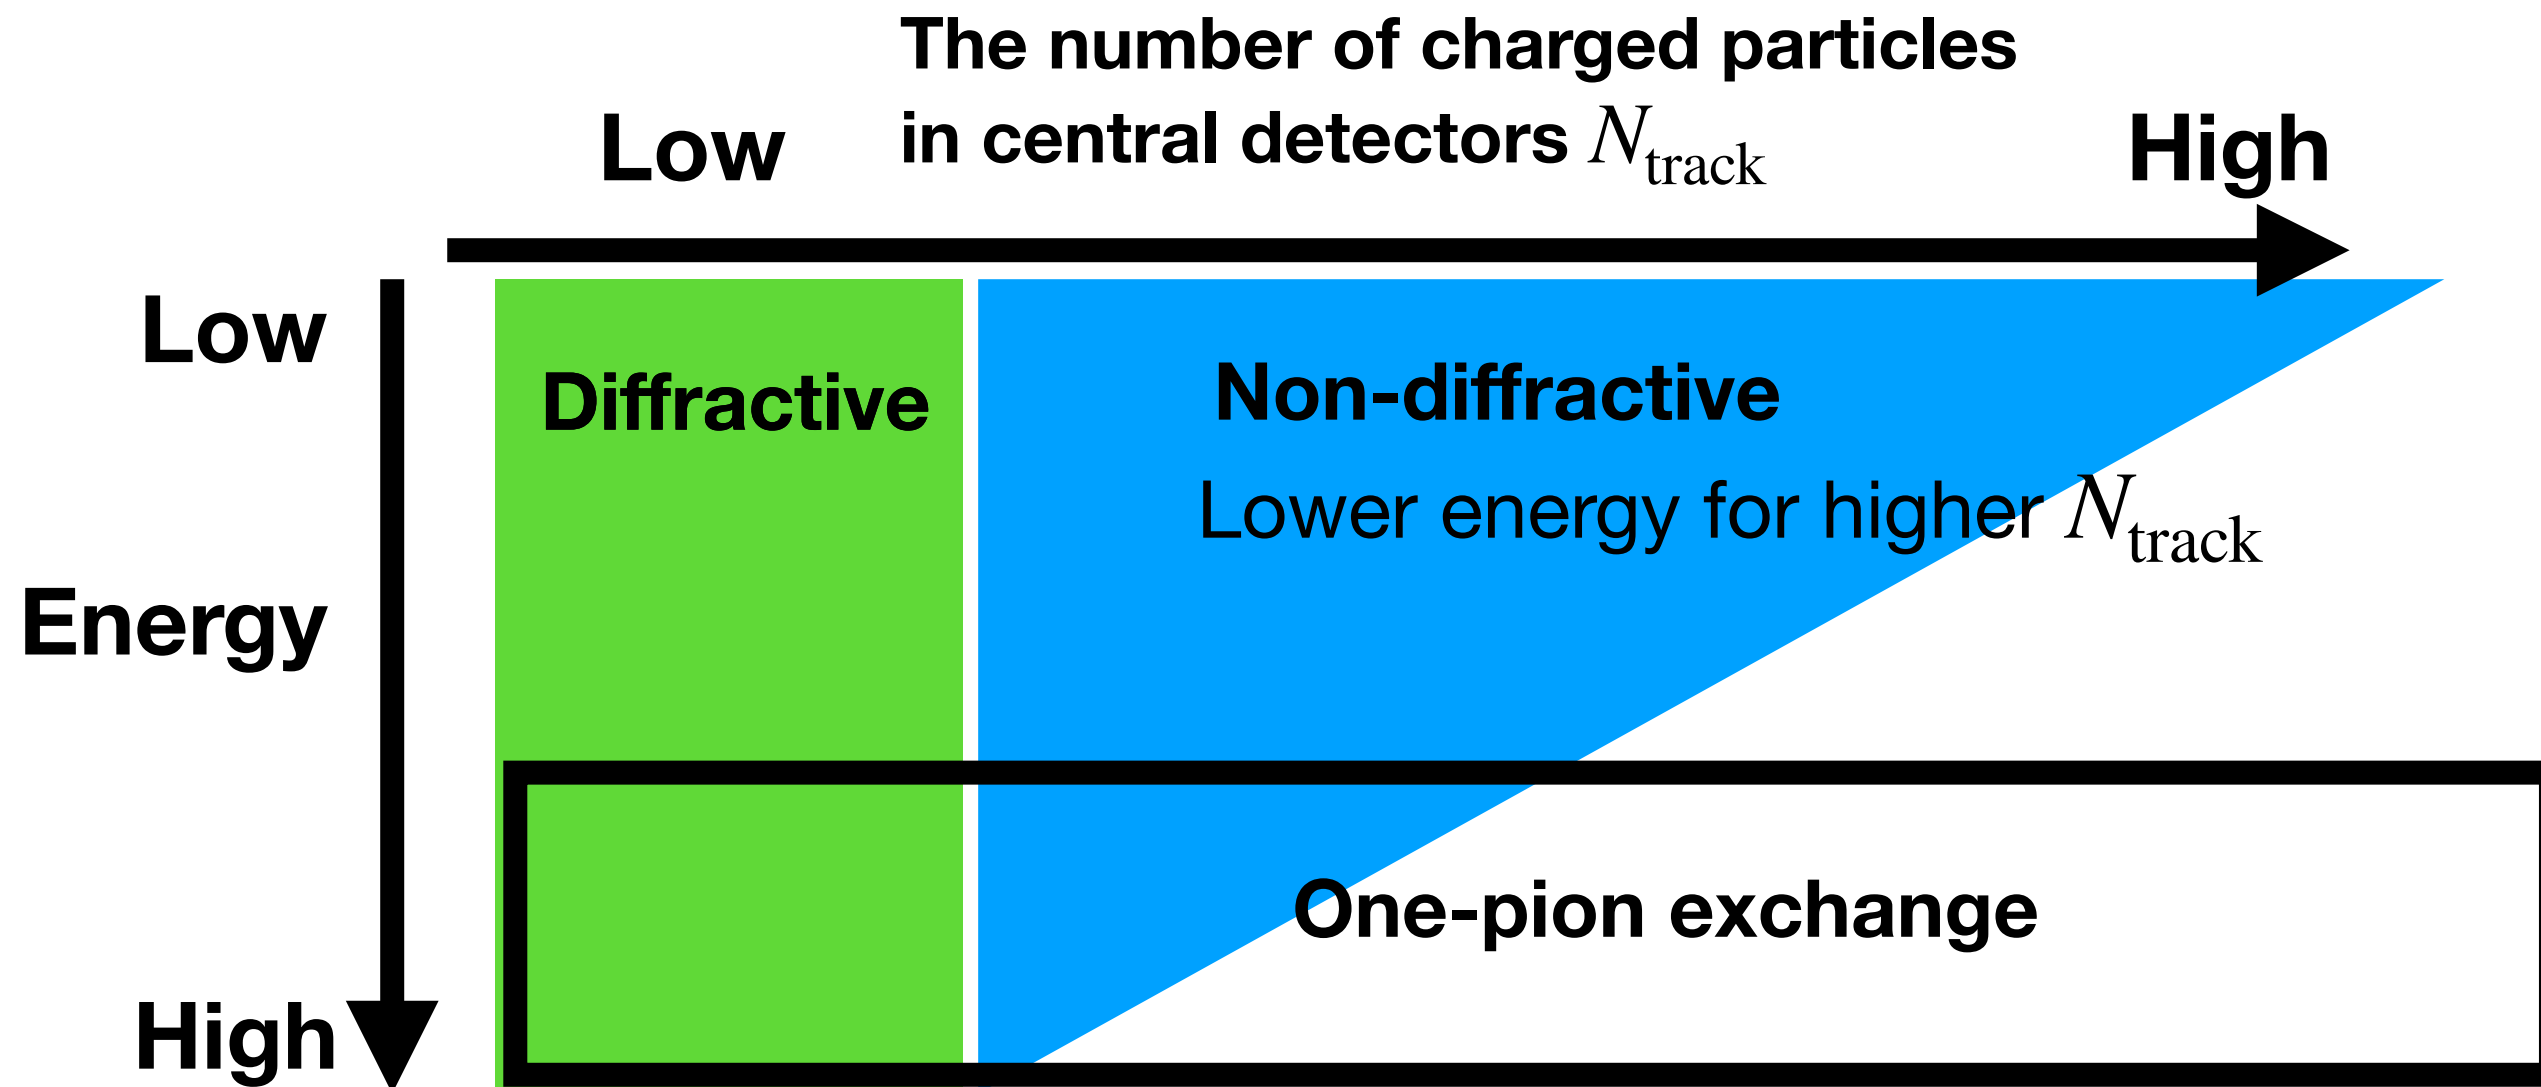 The number of charged particles
in central detectors N_track
Low
High
Low
Diffractive
Non-diffractive
Lower energy for higher N_track
Energy
One-pion exchange
High